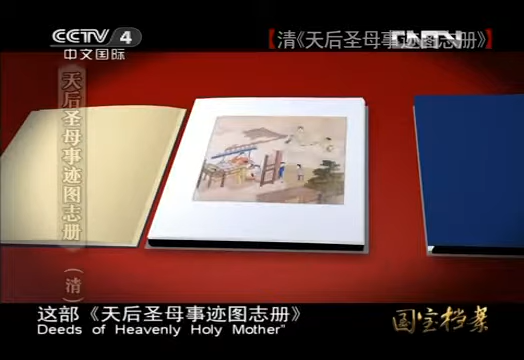 CCTV 4
中文国际
【清《天后圣母事迹图志册》】
CNTV
天后圣母事迹图志册
（清）
这部《天后圣母事迹图志册》
Deeds of Heavenly Holy Mother"
国宝档案